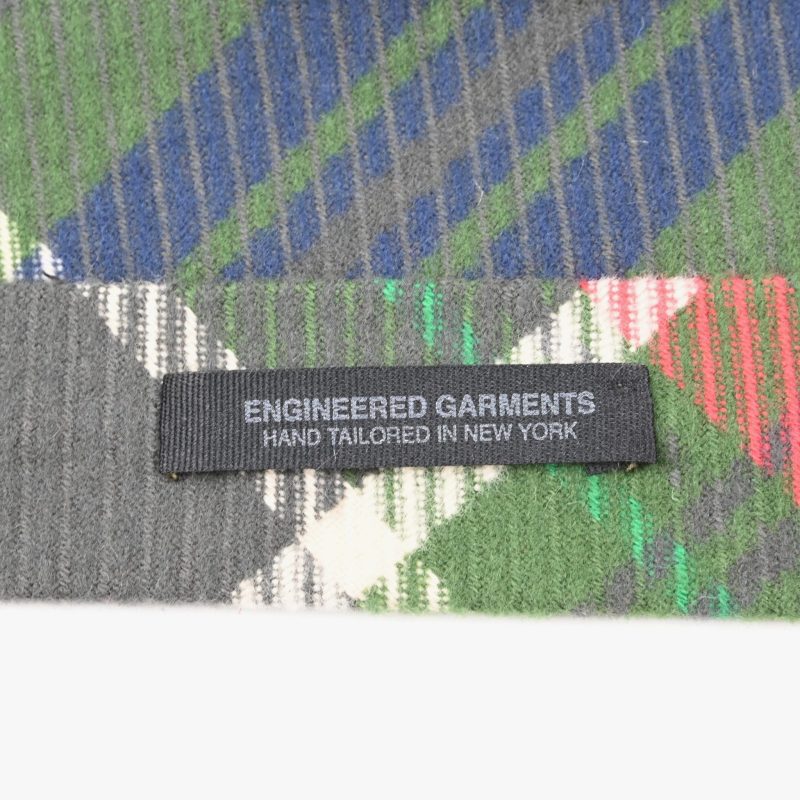 ENGINEERED GARMENTS
HAND TAILORED IN NEW YORK